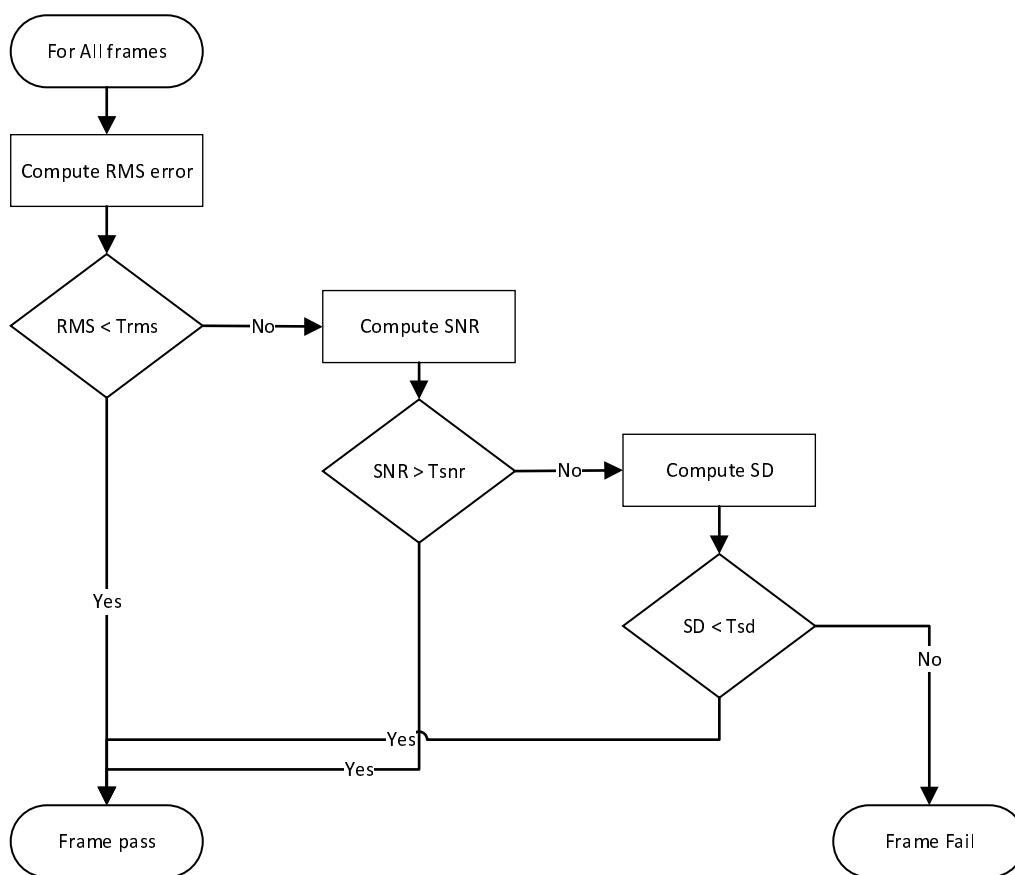 For All frames
Compute RMS error
RMS < Trms
No
Compute SNR
SNR > Tsnr
No
Compute SD
Yes
SD < Tsd
No
Yes
Yes
Frame pass
Frame Fail